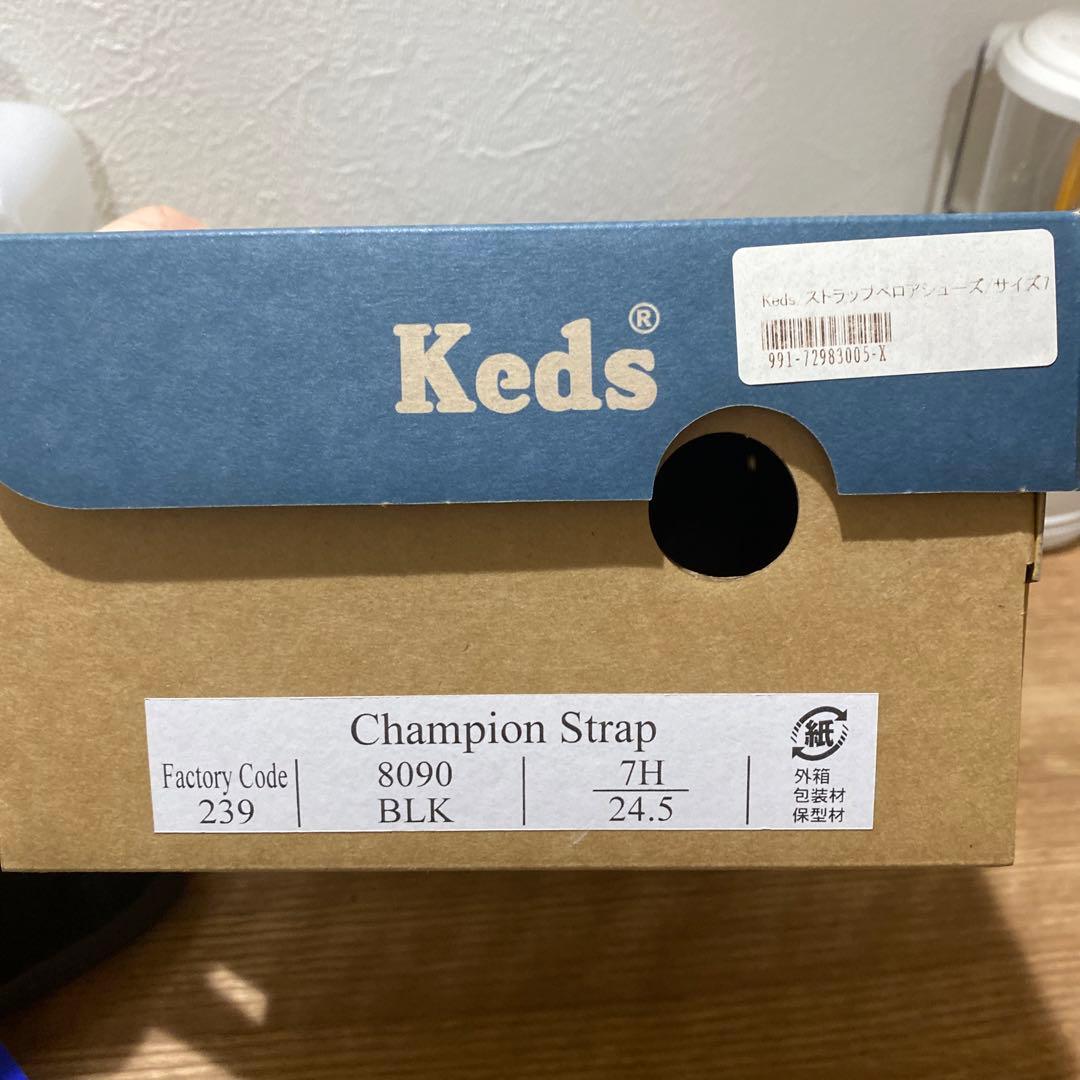 Keds®
Keds/ストラップベロアシューズ/サイズ7
991-72983005-X
Champion Strap
Factory Code
239
8090
BLK
7H
24.5
紙
外箱
包装材
保型材